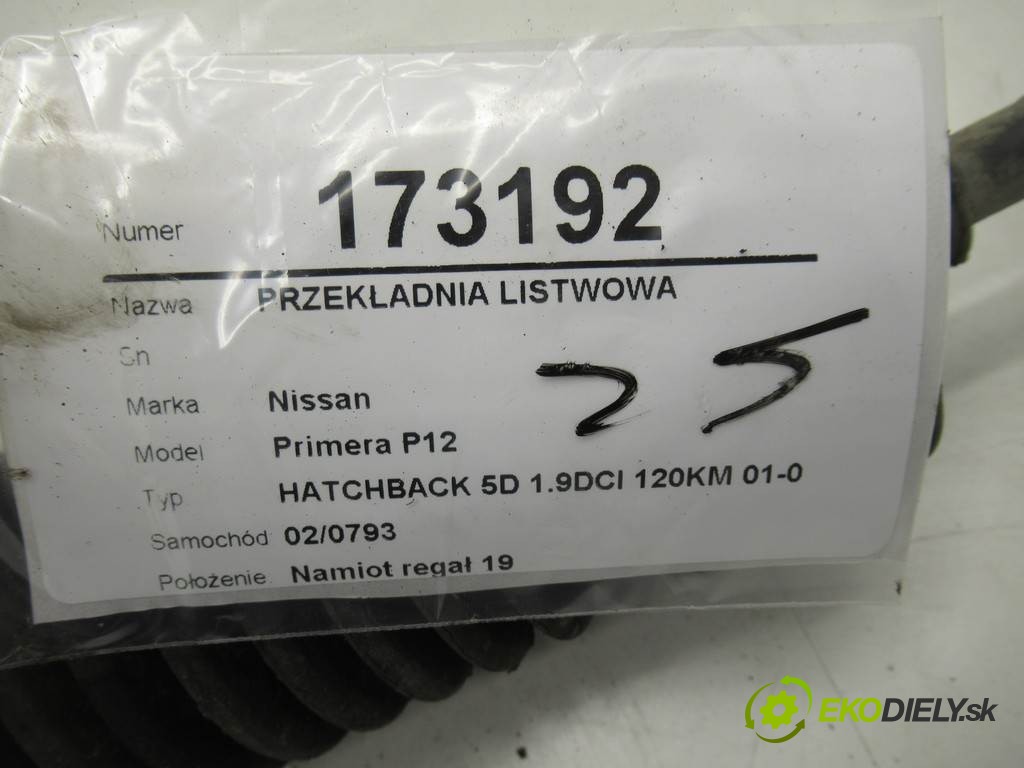 Numer 173192
Nazwa PRZEKŁADNIA LISTWOWA
Sn
25
Marka Nissan
Model Primera P12
Typ HATCHBACK 5D 1.9DCI 120KM 01-0
Samochód 02/0793
Położenie Namiot regał 19
EKODIELY.sk